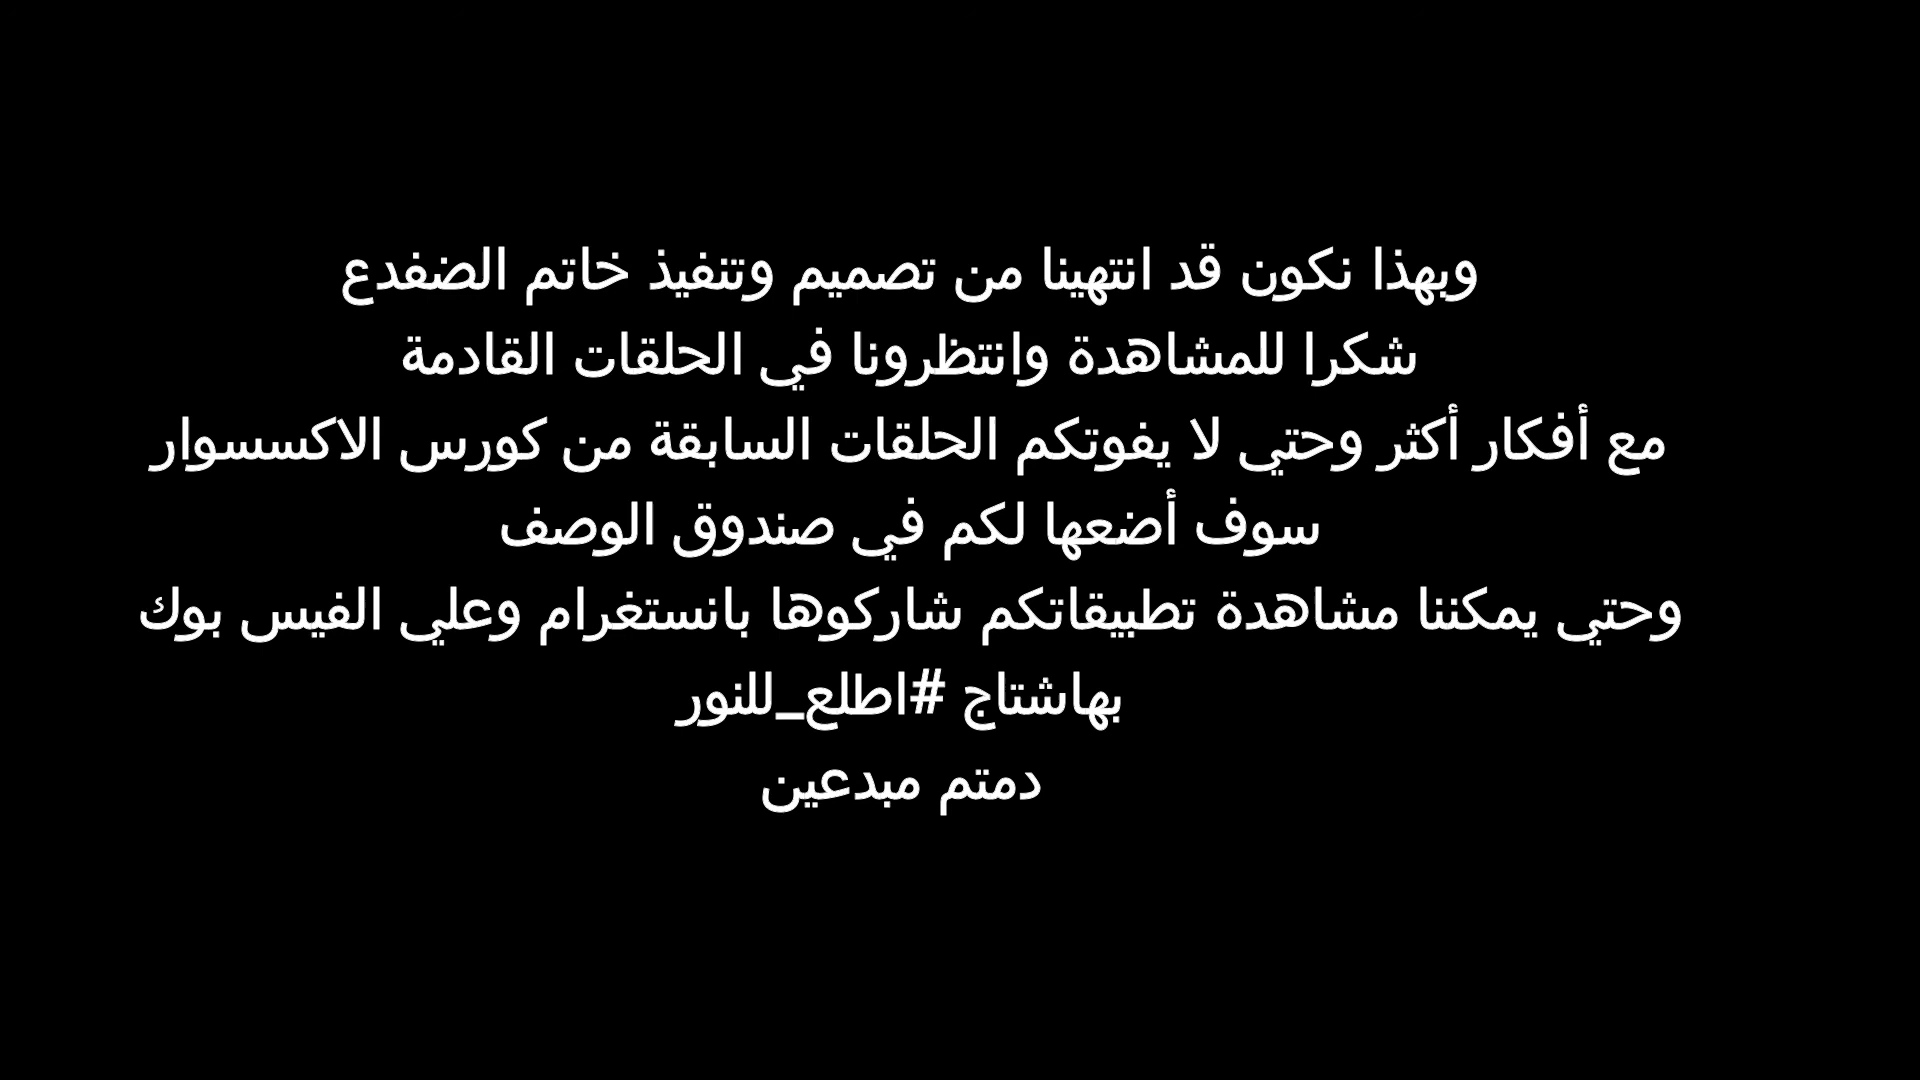 وبهذا نكون قد انتهينا من تصميم وتنفيذ خاتم الضفدع
شكرا للمشاهدة وانتظرونا في الحلقات القادمة
مع أفكار أكثر وحتي لا يفوتكم الحلقات السابقة من كورس الاكسسوار
سوف أضعها لكم في صندوق الوصف
وحتي يمكننا مشاهدة تطبيقاتكم شاركوها بانستغرام وعلي الفيس بوك
بهاشتاج #اطلع_للنور
دمتم مبدعين